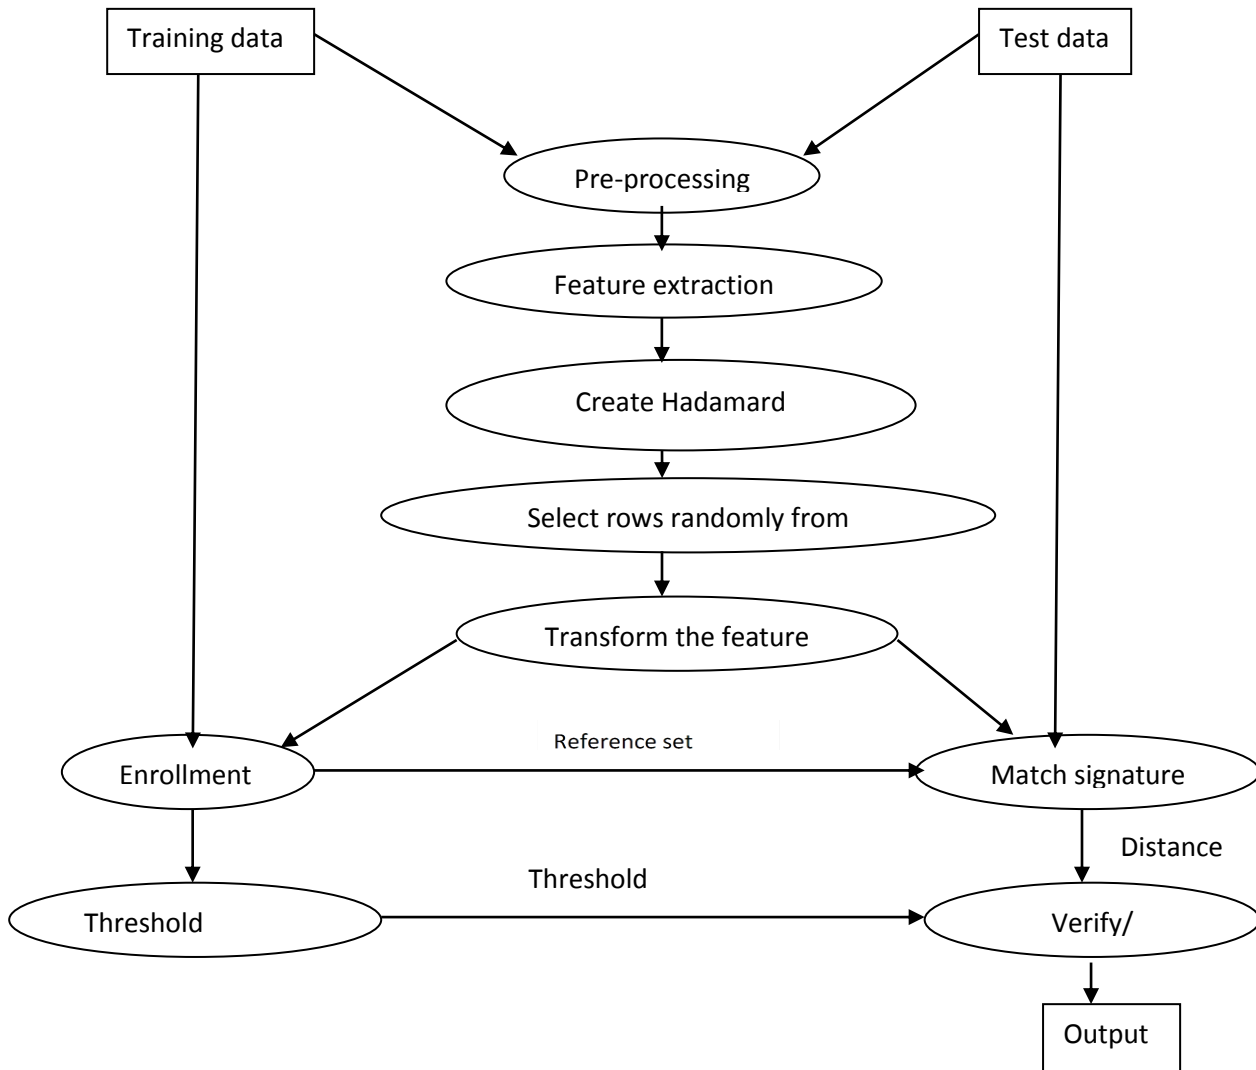 Training data
Test data
Pre-processing
Feature extraction
Create Hadamard
Select rows randomly from
Transform the feature
Reference set
Enrollment
Match signature
Distance
Threshold
Threshold
Verify/
Output